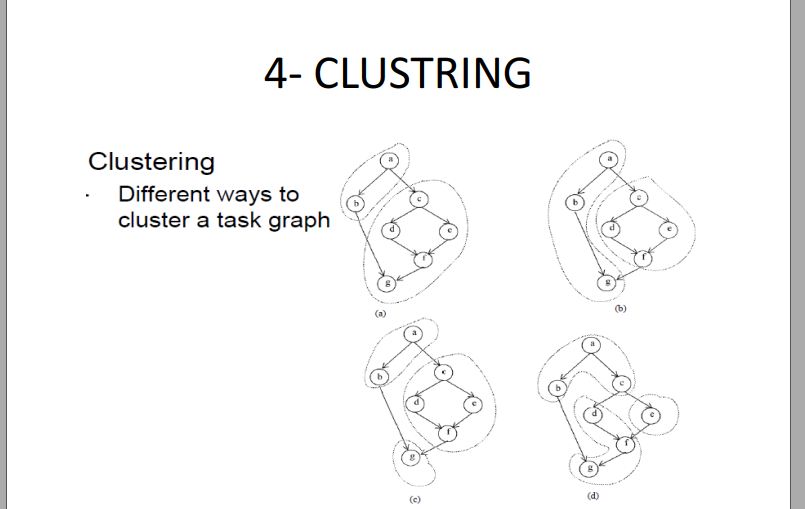 4- CLUSTRING
Clustering
· Different ways to
cluster a task graph
a
b
c
d
e
f
g
(a)
a
b
c
d
e
f
g
(b)
a
b
c
d
e
f
g
(c)
a
b
c
d
e
f
g
(d)